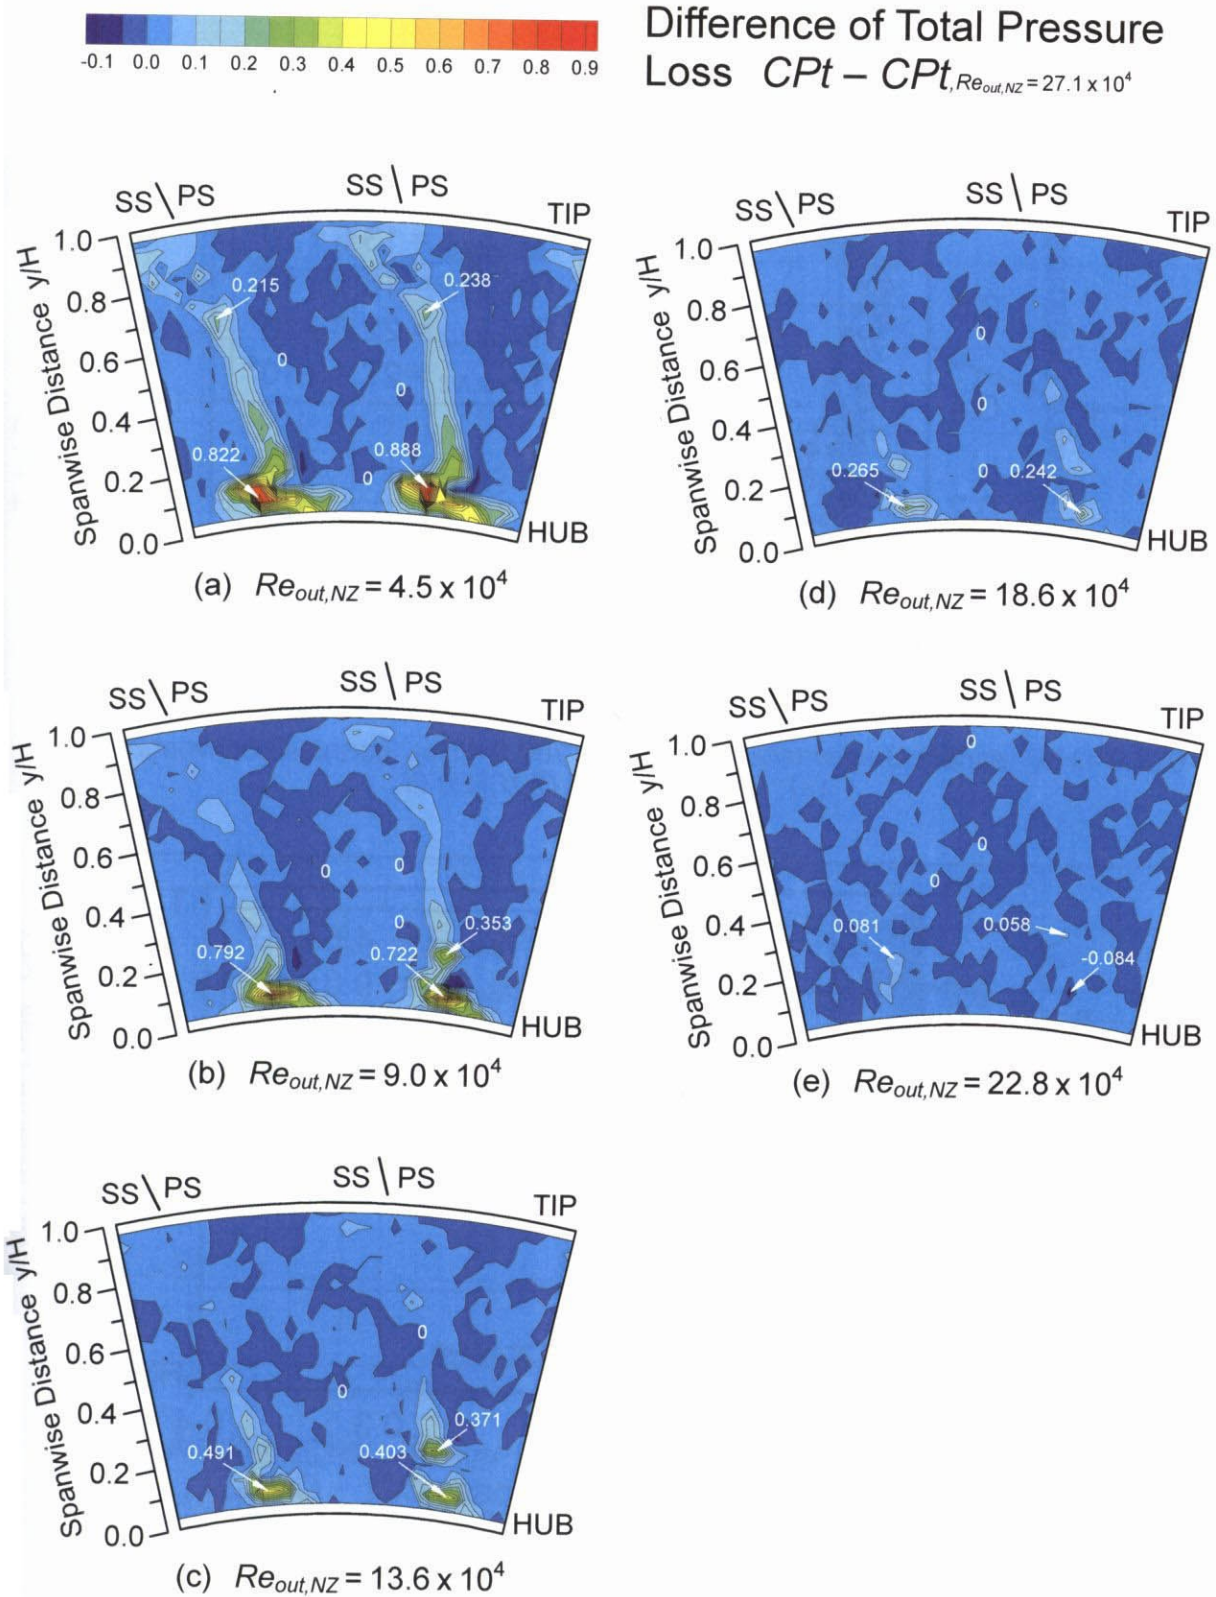 Difference of Total Pressure
Loss CPt – CPt,Reout,NZ = 27.1 x 10⁴
-0.1 0.0 0.1 0.2 0.3 0.4 0.5 0.6 0.7 0.8 0.9
SS \ PS
SS \ PS
TIP
1.0
0.8
0.6
0.4
0.2
0.0
Spanwise Distance y/H
0.215
0.238
0
0
0.822
0.888
0
HUB
(a) Reout,NZ = 4.5 x 10⁴
SS \ PS
SS \ PS
TIP
1.0
0.8
0.6
0.4
0.2
0.0
Spanwise Distance y/H
0
0
0
0.353
0.792
0.722
HUB
(b) Reout,NZ = 9.0 x 10⁴
SS \ PS
SS \ PS
TIP
1.0
0.8
0.6
0.4
0.2
0.0
Spanwise Distance y/H
0
0
0.371
0.491
0.403
HUB
(c) Reout,NZ = 13.6 x 10⁴
SS \ PS
SS \ PS
TIP
1.0
0.8
0.6
0.4
0.2
0.0
Spanwise Distance y/H
0
0
0.265
0
0.242
HUB
(d) Reout,NZ = 18.6 x 10⁴
SS \ PS
SS \ PS
TIP
1.0
0.8
0.6
0.4
0.2
0.0
Spanwise Distance y/H
0
0
0
0.081
0.058
-0.084
HUB
(e) Reout,NZ = 22.8 x 10⁴